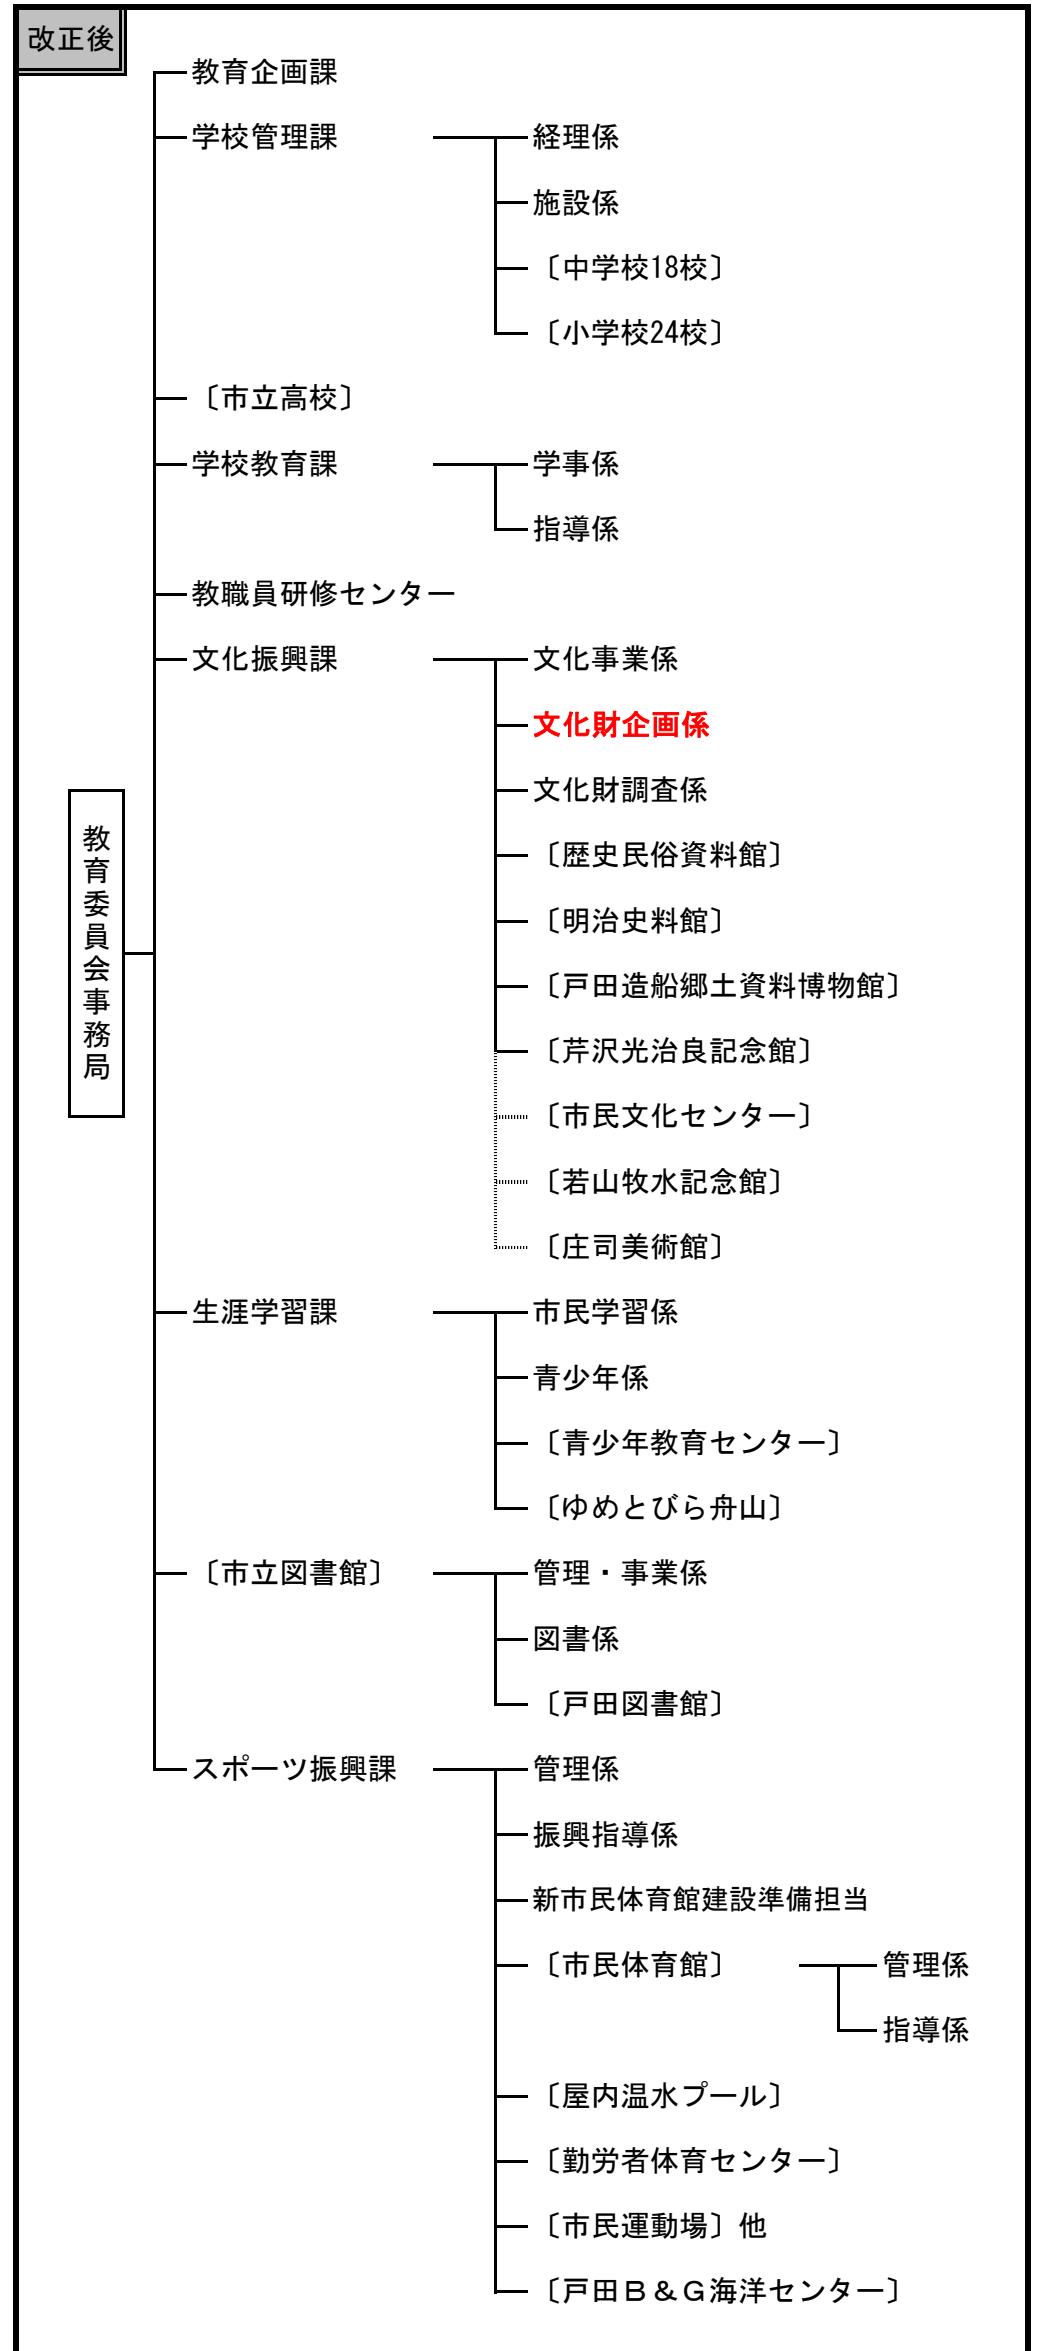 改正後
教育委員会事務局
教育企画課
学校管理課
経理係
施設係
〔中学校18校〕
〔小学校24校〕
〔市立高校〕
学校教育課
学事係
指導係
教職員研修センター
文化振興課
文化事業係
文化財企画係
文化財調査係
〔歴史民俗資料館〕
〔明治史料館〕
〔戸田造船郷土資料博物館〕
〔芹沢光治良記念館〕
〔市民文化センター〕
〔若山牧水記念館〕
〔庄司美術館〕
生涯学習課
市民学習係
青少年係
〔青少年教育センター〕
〔ゆめとびら舟山〕
〔市立図書館〕
管理・事業係
図書係
〔戸田図書館〕
スポーツ振興課
管理係
振興指導係
新市民体育館建設準備担当
〔市民体育館〕
管理係
指導係
〔屋内温水プール〕
〔勤労者体育センター〕
〔市民運動場〕他
〔戸田Ｂ＆Ｇ海洋センター〕